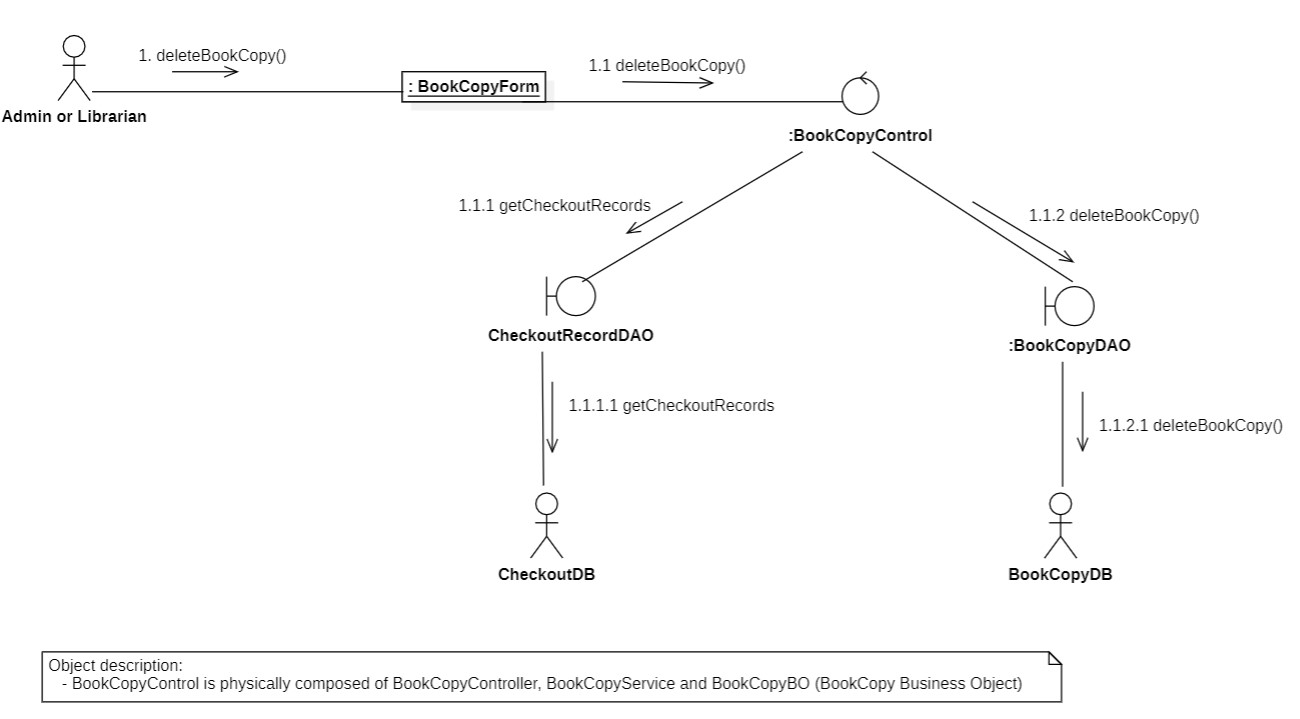 1. deleteBookCopy()
1.1 deleteBookCopy()
: BookCopyForm
Admin or Librarian
:BookCopyControl
1.1.1 getCheckoutRecords
1.1.2 deleteBookCopy()
CheckoutRecordDAO
:BookCopyDAO
1.1.1.1 getCheckoutRecords
1.1.2.1 deleteBookCopy()
CheckoutDB
BookCopyDB
Object description:
- BookCopyControl is physically composed of BookCopyController, BookCopyService and BookCopyBO (BookCopy Business Object)